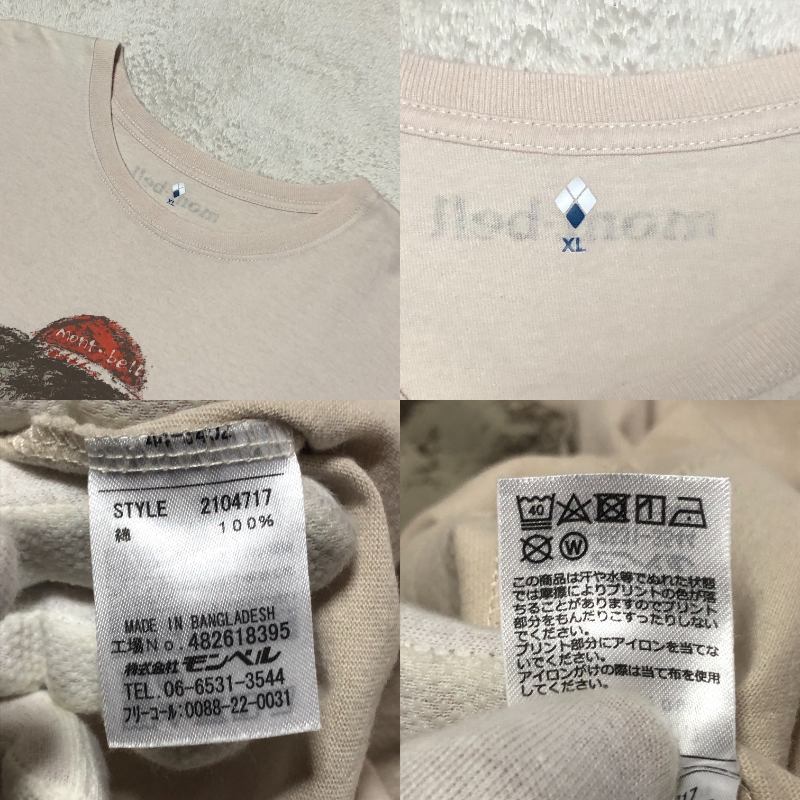 mont-bell
XL
mont-bell
mont-bell
XL
STYLE 2104717
綿 100%
MADE IN BANGLADESH
工場No. 482618395
株式会社モンベル
TEL. 06-6531-3544
フリーコール:0088-22-0031
40
W
この商品は汗や水等でぬれた状態
では摩擦によりプリントの色が落
ちることがありますのでプリント
部分をもんだりこすったりしない
でください。
プリント部分にアイロンを当てな
いでください。
アイロンがけの際は当て布を使用
してください。